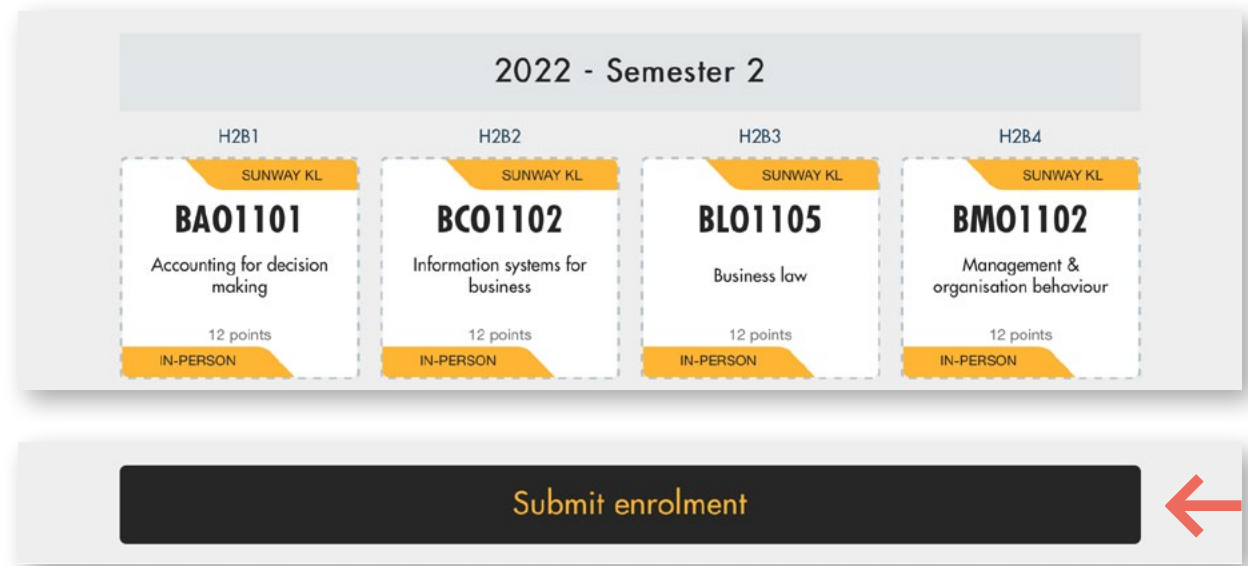 2022 - Semester 2
H2B1
SUNWAY KL
BAO1101
Accounting for decision
making
12 points
IN-PERSON
H2B2
SUNWAY KL
BCO1102
Information systems for
business
12 points
IN-PERSON
H2B3
SUNWAY KL
BLO1105
Business law
12 points
IN-PERSON
H2B4
SUNWAY KL
BMO1102
Management &
organisation behaviour
12 points
IN-PERSON
Submit enrolment